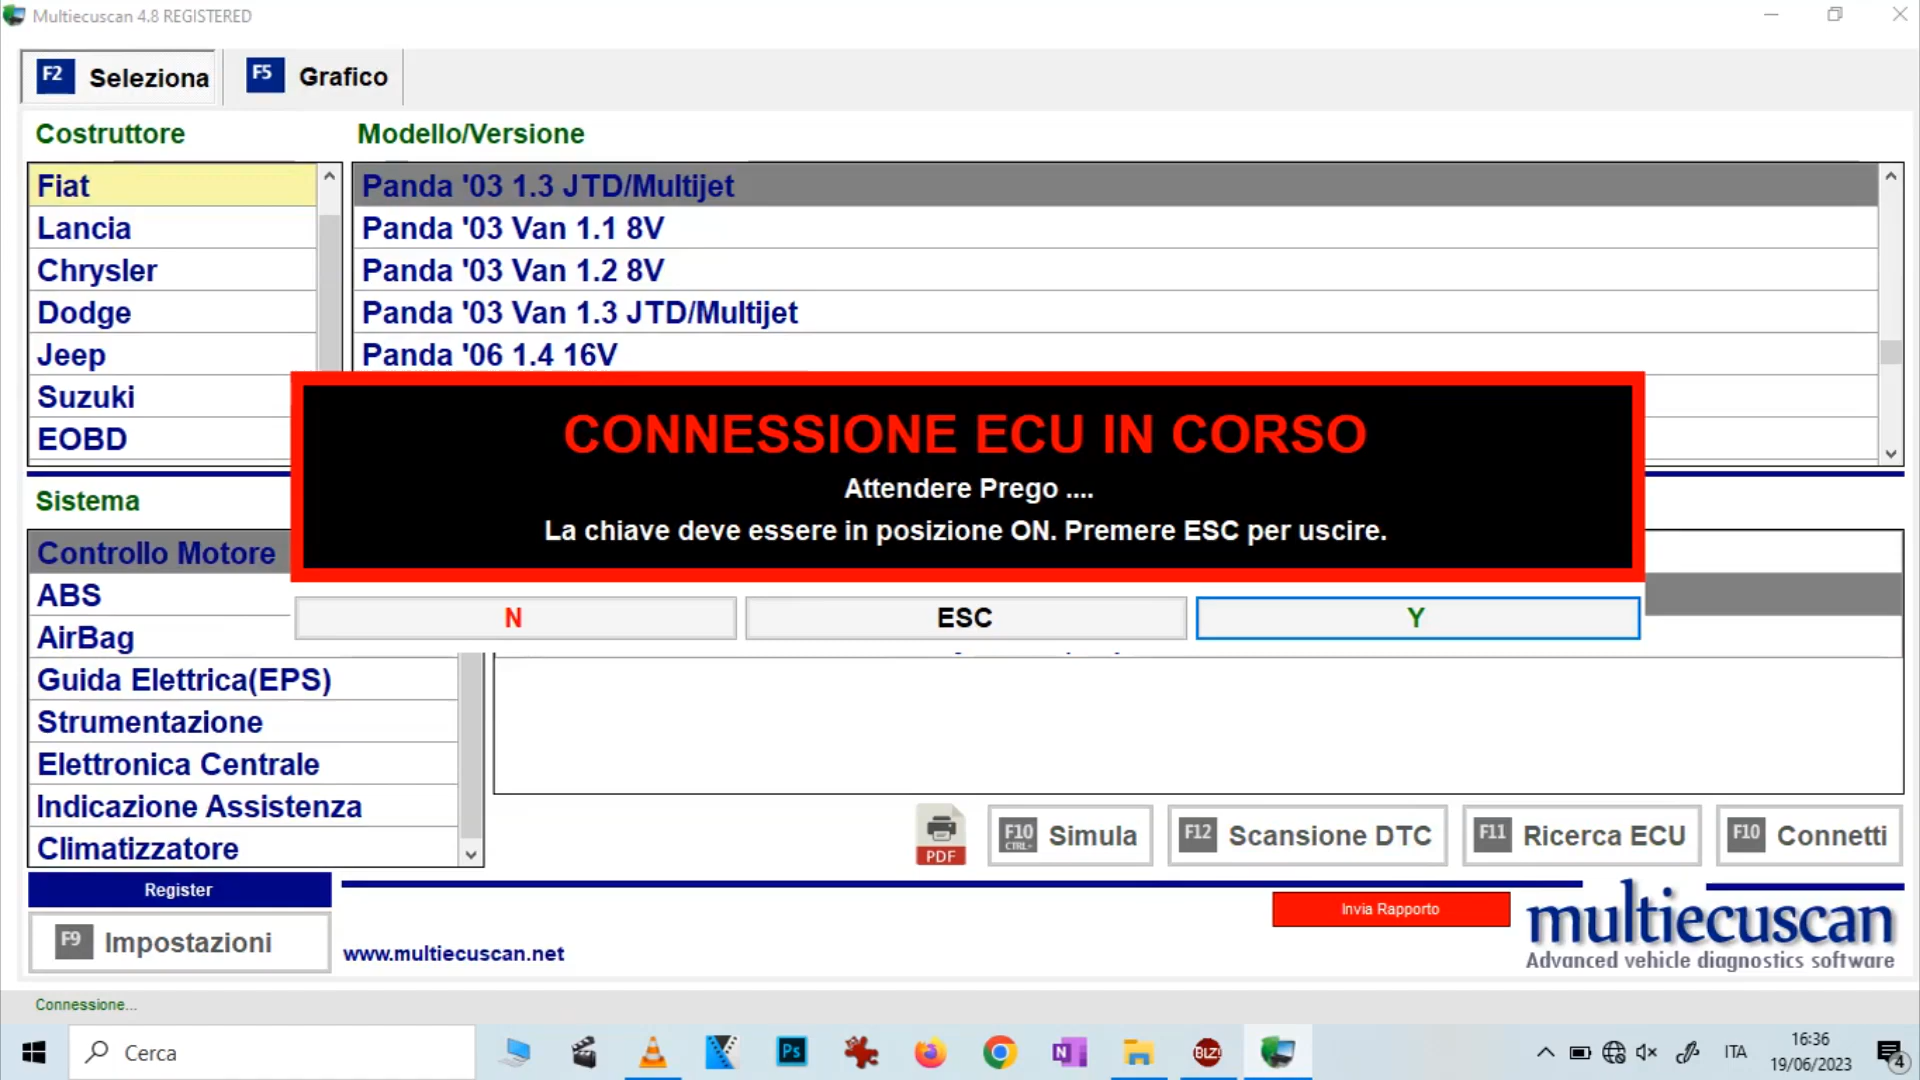 Multiecuscan 4.8 REGISTERED
F2 Seleziona
F5 Grafico
Costruttore
Modello/Versione
Fiat
Lancia
Chrysler
Dodge
Jeep
Suzuki
EOBD
Panda '03 1.3 JTD/Multijet
Panda '03 Van 1.1 8V
Panda '03 Van 1.2 8V
Panda '03 Van 1.3 JTD/Multijet
Panda '06 1.4 16V
CONNESSIONE ECU IN CORSO
Attendere Prego ....
La chiave deve essere in posizione ON. Premere ESC per uscire.
N
ESC
Y
Sistema
Controllo Motore
ABS
AirBag
Guida Elettrica(EPS)
Strumentazione
Elettronica Centrale
Indicazione Assistenza
Climatizzatore
PDF
F10 CTRL+ Simula
F12 Scansione DTC
F11 Ricerca ECU
F10 Connetti
Register
F9 Impostazioni
www.multiecuscan.net
Invia Rapporto
multiecuscan
Advanced vehicle diagnostics software
Connessione...
Cerca
Ps
N
BLZ!
ITA
16:36
19/06/2023
4